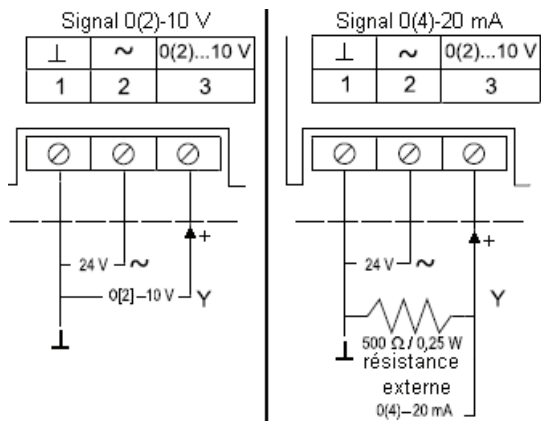 Signal 0(2)-10 V
⊥ ~ 0(2)...10 V
1 2 3
24 V ~
0[2]–10 V Y
+
⊥
Signal 0(4)-20 mA
⊥ ~ 0(2)...10 V
1 2 3
+
24 V ~
Y
500 Ω / 0,25 W
⊥ résistance
externe
0(4)–20 mA